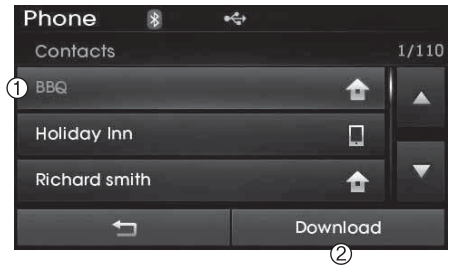 Phone
Contacts 1/110
① BBQ
Holiday Inn
Richard smith
Download
②